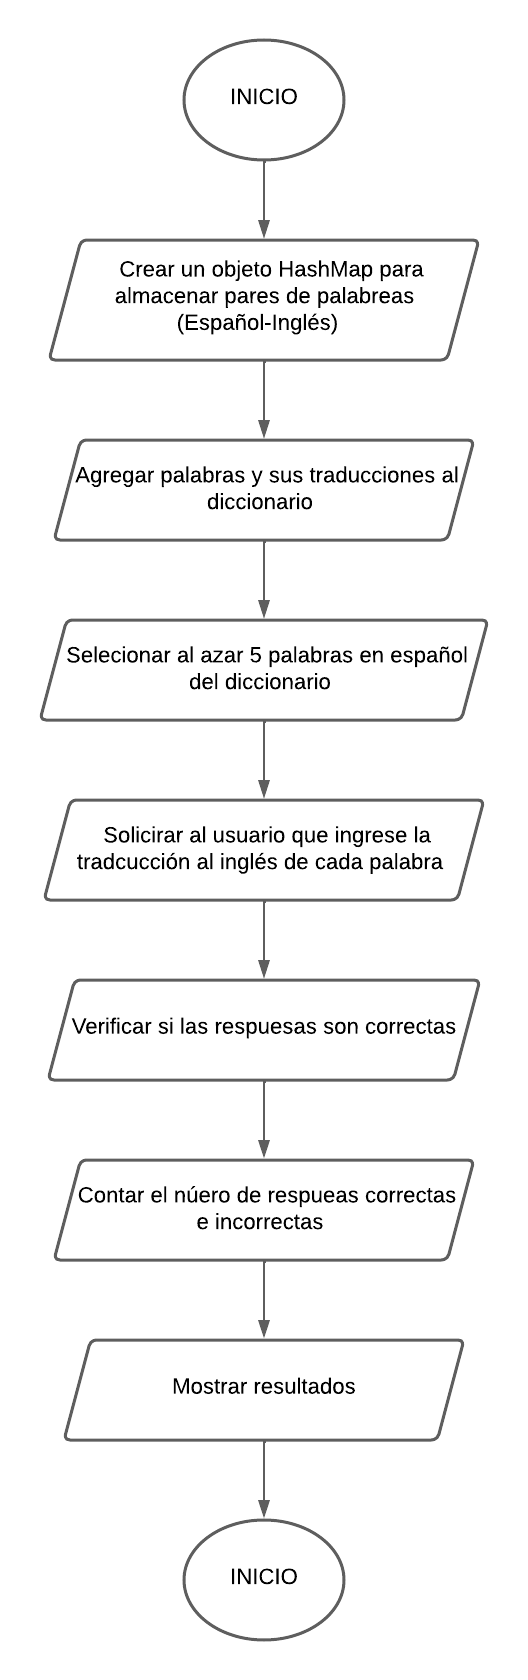 INICIO
Crear un objeto HashMap para
almacenar pares de palabreas
(Español-Inglés)
Agregar palabras y sus traducciones al
diccionario
Selecionar al azar 5 palabras en español
del diccionario
Solicirar al usuario que ingrese la
tradcucción al inglés de cada palabra
Verificar si las respuesas son correctas
Contar el núero de respueas correctas
e incorrectas
Mostrar resultados
INICIO